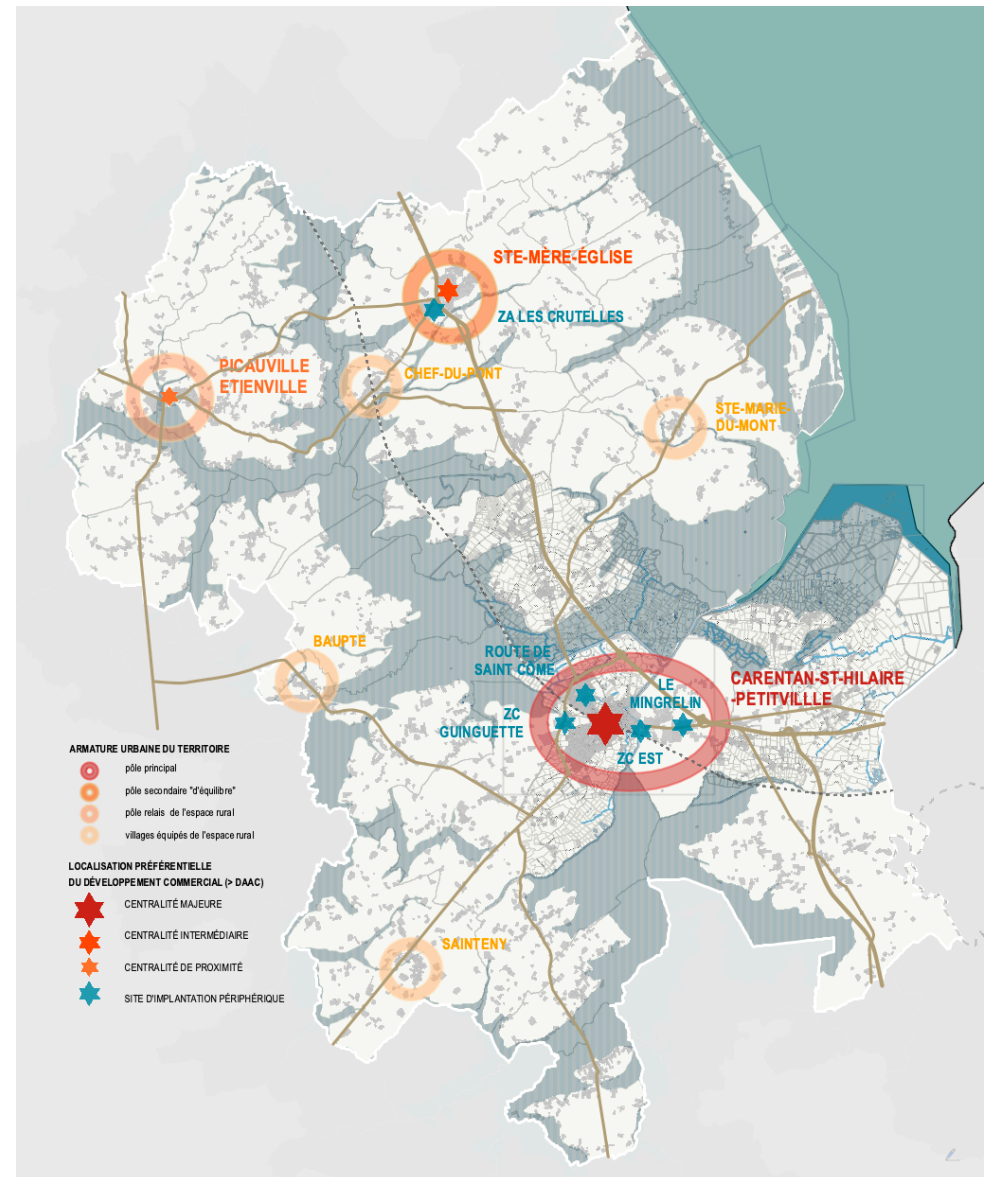 STE-MÈRE-ÉGLISE
ZA LES CRUTELLES
PICAUVILLE
ETIENVILLE
CHEF-DU-PONT
STE-MARIE-
DU-MONT
BAUPTE
ROUTE DE
SAINT CÔME
LE
MINGRELIN
CARENTAN-ST-HILAIRE
-PETITVILLLE
ZC
GUINGUETTE
ZC EST
SAINTENY
ARMATURE URBAINE DU TERRITOIRE
pôle principal
pôle secondaire "d'équilibre"
pôle relais de l'espace rural
villages équipés de l'espace rural
LOCALISATION PRÉFÉRENTIELLE
DU DÉVELOPPEMENT COMMERCIAL (> DAAC)
CENTRALITÉ MAJEURE
CENTRALITÉ INTERMÉDIAIRE
CENTRALITÉ DE PROXIMITÉ
SITE D'IMPLANTATION PÉRIPHÉRIQUE